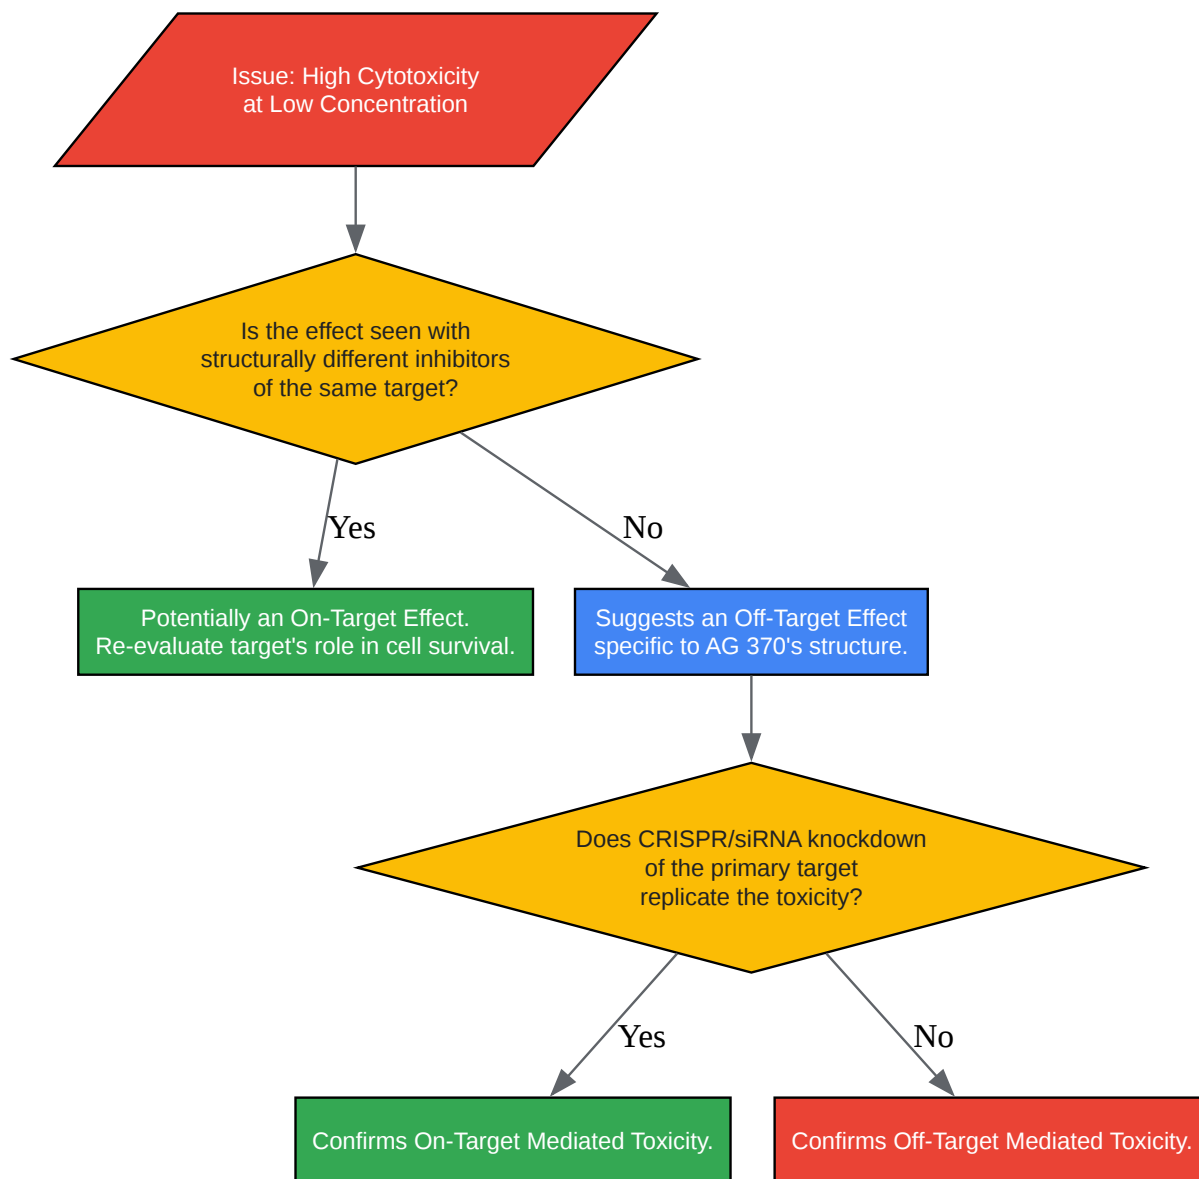 Issue: High Cytotoxicity
at Low Concentration
Is the effect seen with
structurally different inhibitors
of the same target?
Yes
No
Potentially an On-Target Effect.
Re-evaluate target's role in cell survival.
Suggests an Off-Target Effect
specific to AG 370's structure.
Does CRISPR/siRNA knockdown
of the primary target
replicate the toxicity?
Yes
No
Confirms On-Target Mediated Toxicity.
Confirms Off-Target Mediated Toxicity.